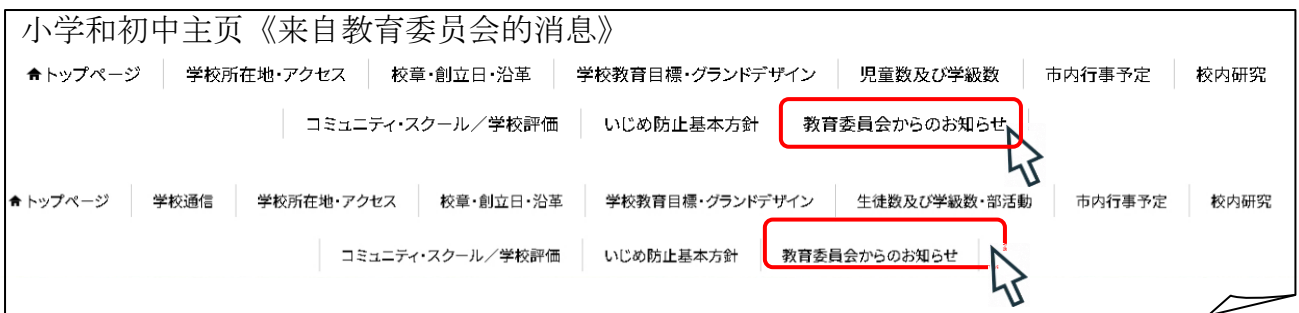 小学和初中主页《来自教育委员会的消息》
トップページ 学校所在地・アクセス 校章・創立日・沿革 学校教育目標・グランドデザイン 児童数及び学級数 市内行事予定 校内研究
コミュニティ・スクール／学校評価 いじめ防止基本方針 教育委員会からのお知らせ
トップページ 学校通信 学校所在地・アクセス 校章・創立日・沿革 学校教育目標・グランドデザイン 生徒数及び学級数・部活動 市内行事予定 校内研究
コミュニティ・スクール／学校評価 いじめ防止基本方針 教育委員会からのお知らせ